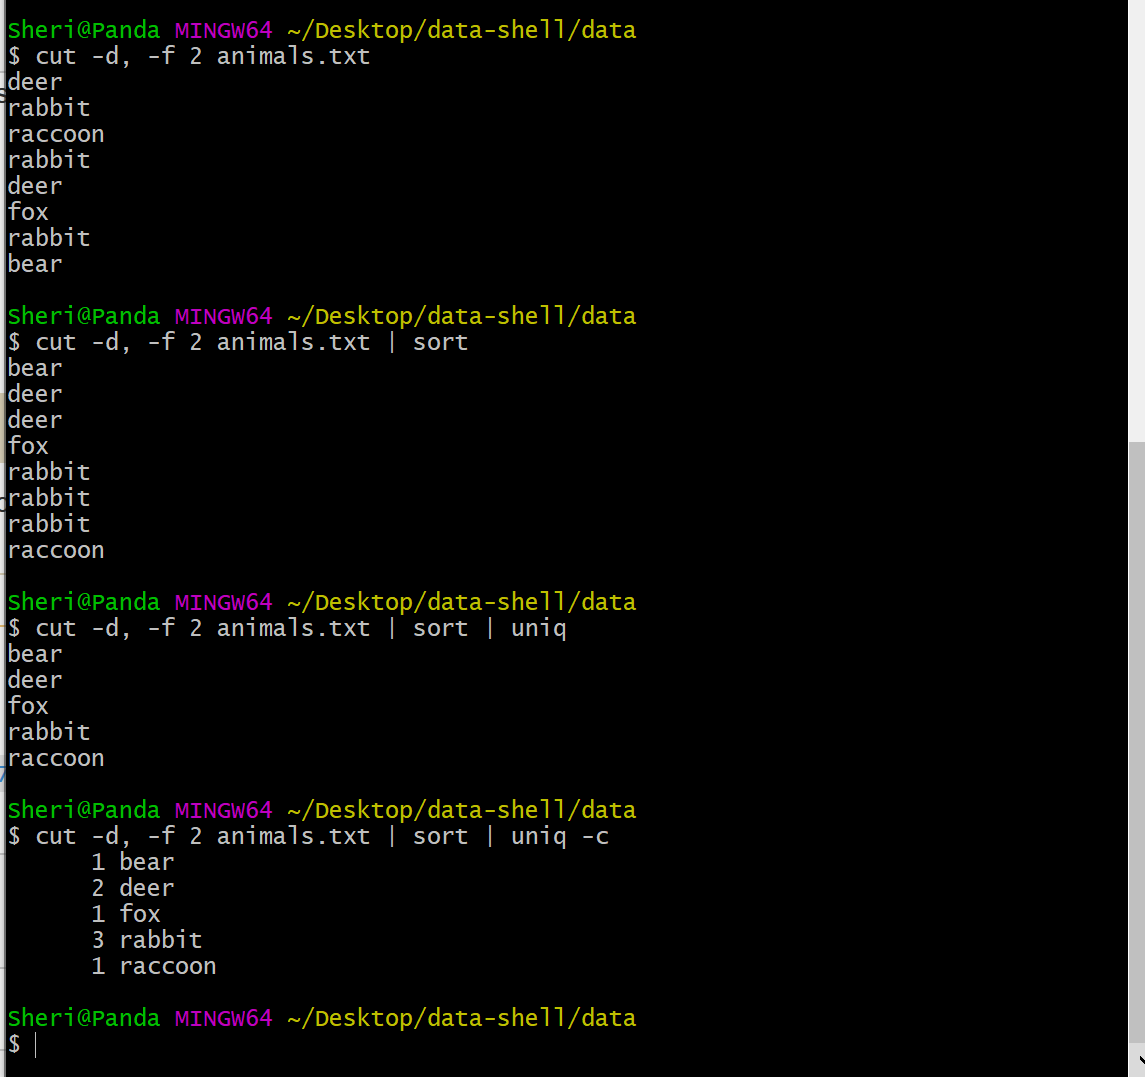 Sheri@Panda MINGW64 ~/Desktop/data-shell/data
$ cut -d, -f 2 animals.txt
deer
rabbit
raccoon
rabbit
deer
fox
rabbit
bear
Sheri@Panda MINGW64 ~/Desktop/data-shell/data
$ cut -d, -f 2 animals.txt | sort
bear
deer
deer
fox
rabbit
rabbit
rabbit
raccoon
Sheri@Panda MINGW64 ~/Desktop/data-shell/data
$ cut -d, -f 2 animals.txt | sort | uniq
bear
deer
fox
rabbit
raccoon
Sheri@Panda MINGW64 ~/Desktop/data-shell/data
$ cut -d, -f 2 animals.txt | sort | uniq -c
      1 bear
      2 deer
      1 fox
      3 rabbit
      1 raccoon
Sheri@Panda MINGW64 ~/Desktop/data-shell/data
$